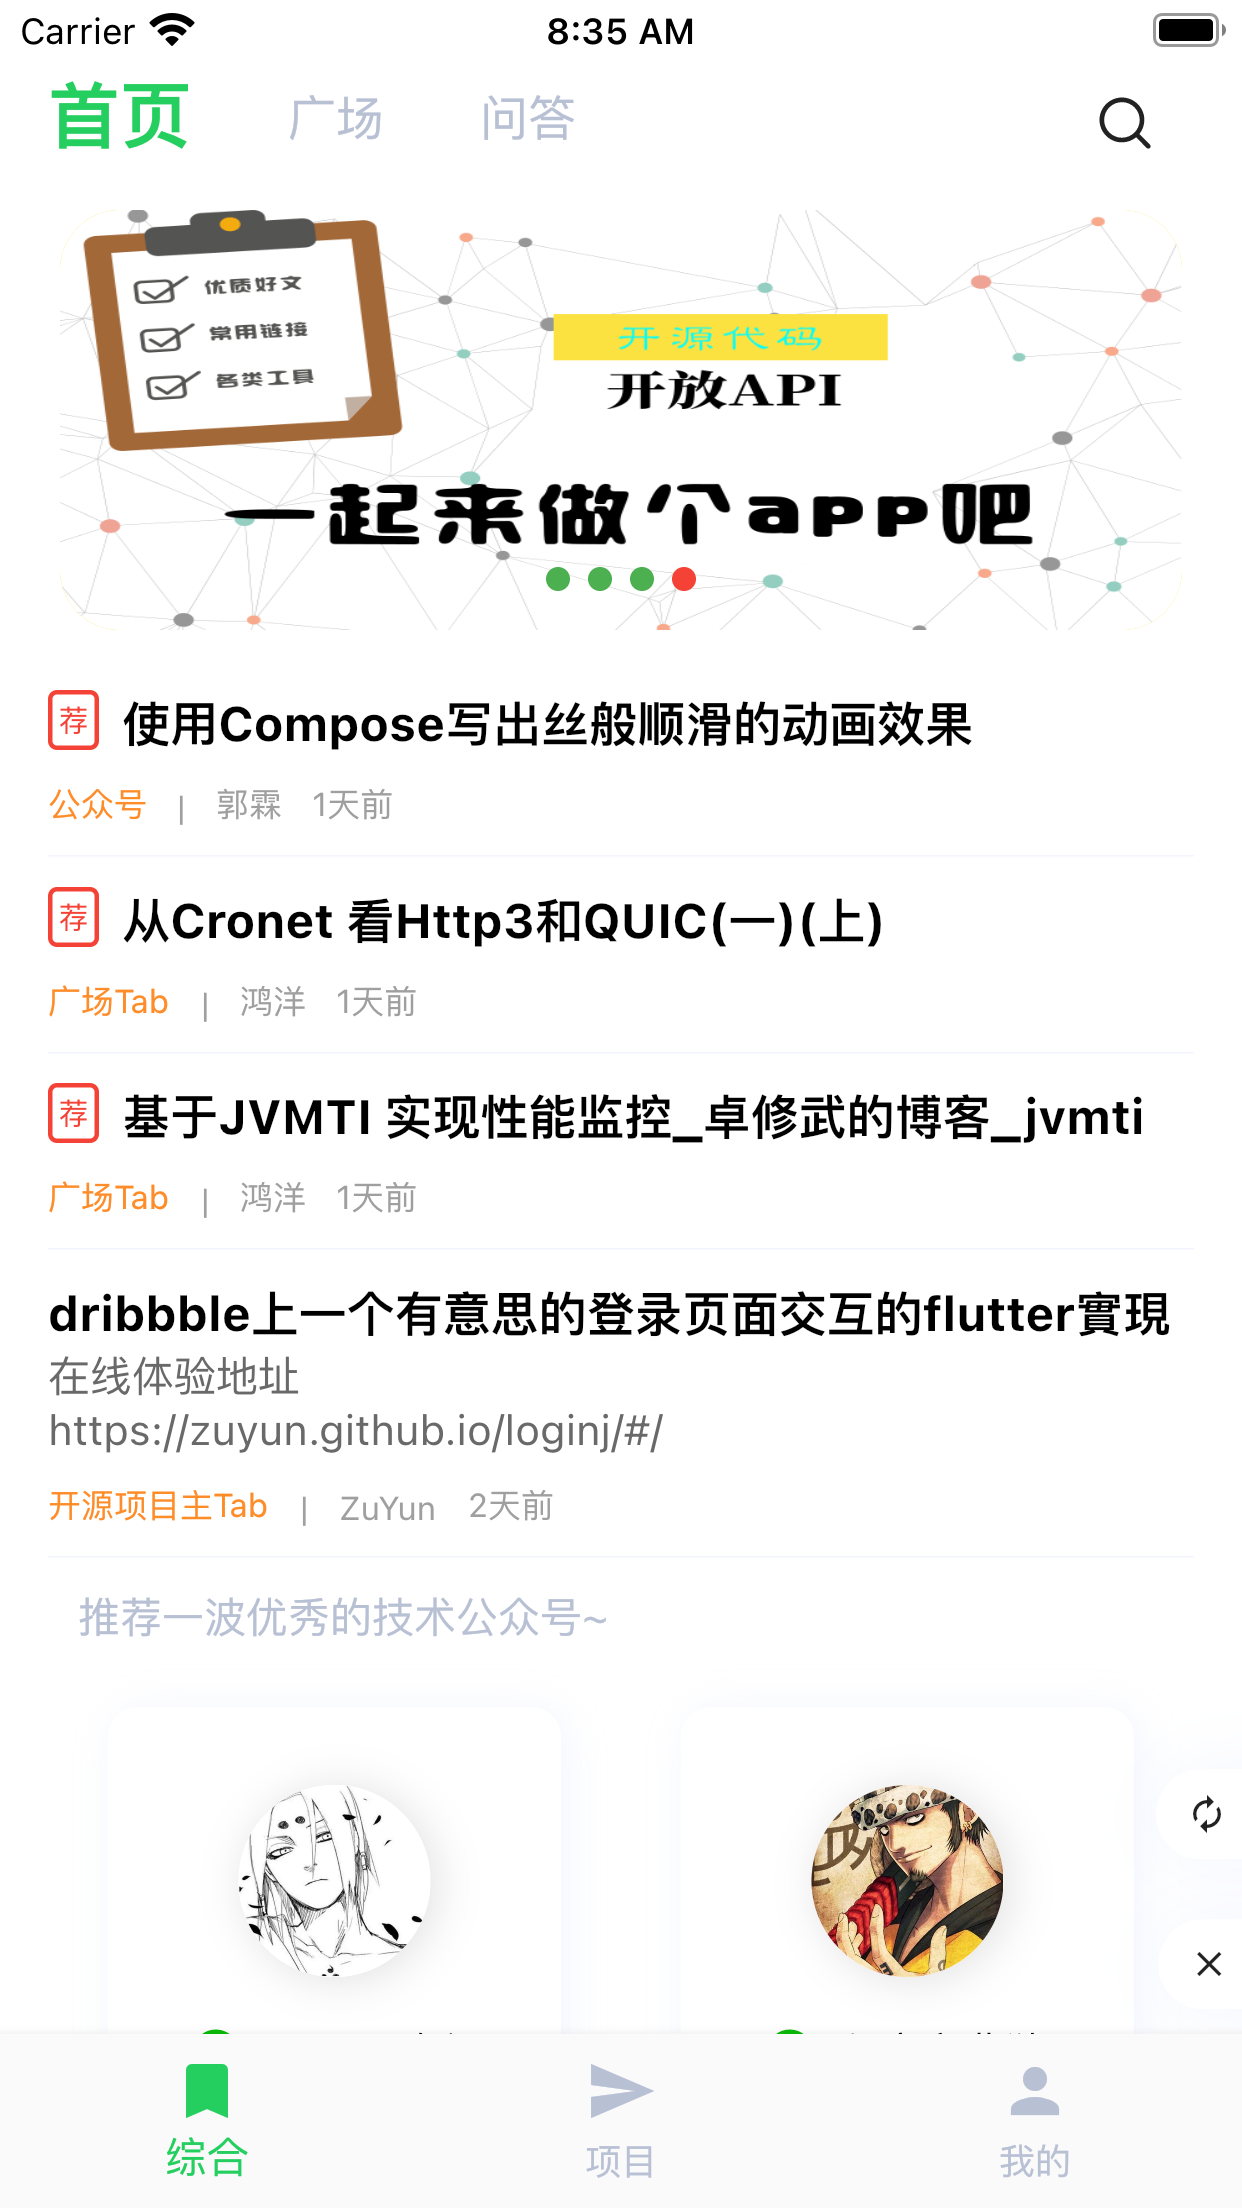 Carrier 8:35 AM
首页 广场 问答
优质好文
常用链接
各类工具
开源代码
开放API
一起来做个app吧
荐 使用Compose写出丝般顺滑的动画效果
公众号 | 郭霖 1天前
荐 从Cronet 看Http3和QUIC(一)(上)
广场Tab | 鸿洋 1天前
荐 基于JVMTI 实现性能监控_卓修武的博客_jvmti
广场Tab | 鸿洋 1天前
dribbble上一个有意思的登录页面交互的flutter實現
在线体验地址
https://zuyun.github.io/loginj/#/
开源项目主Tab | ZuYun 2天前
推荐一波优秀的技术公众号~
综合 项目 我的